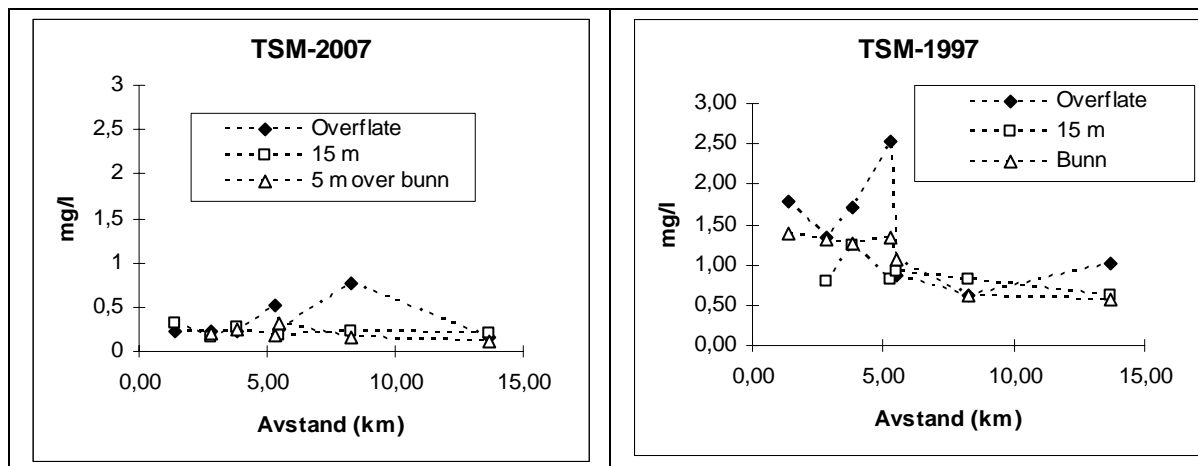 TSM-2007
3
2,5
2
1,5
1
0,5
0
mg/l
Overflate
15 m
5 m over bunn
0,00 5,00 10,00 15,00
Avstand (km)
TSM-1997
3,00
2,50
2,00
1,50
1,00
0,50
0,00
mg/l
Overflate
15 m
Bunn
0,00 5,00 10,00 15,00
Avstand (km)